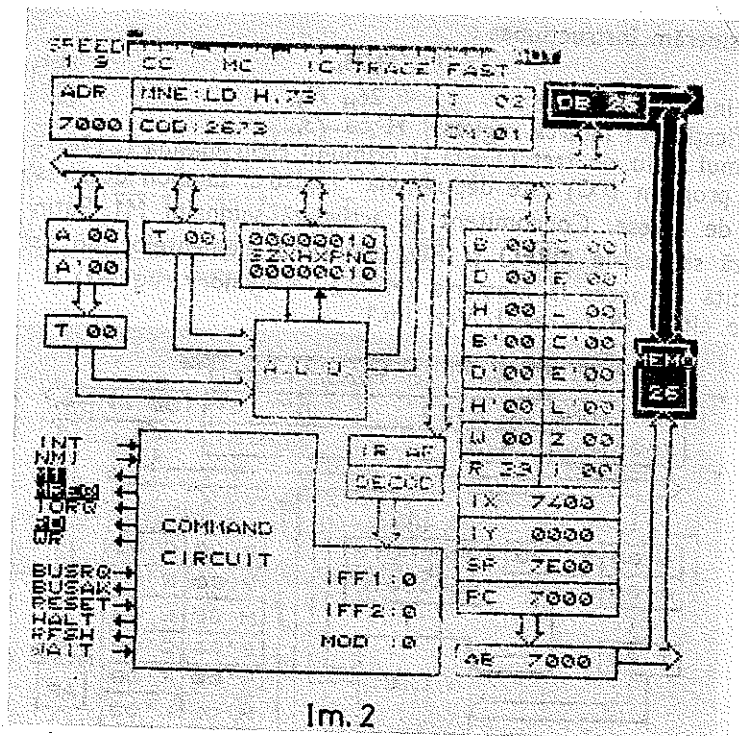 SPEED
1 9 CC MC IC TRACE FAST
ADR MNE:LD H,73 T 02
7000 COD:2673 CM:01
DB 26
A 00
A'00
T 00
T 00
00000010
SZXHXPNC
00000010
A.L.U.
B 00 C 00
D 00 E 00
H 00 L 00
B'00 C'00
D'00 E'00
H'00 L'00
W 00 Z 00
R 39 I 00
IX 7400
IY 0000
SP 7E00
PC 7000
AB 7000
MEMO
26
IR AF
DECOD
INT
NMI
IORQ
WR
BUSRQ
BUSAK
RESET
HALT
RFSH
WAIT
COMMAND
CIRCUIT
IFF1:0
IFF2:0
MOD :0
Im.2